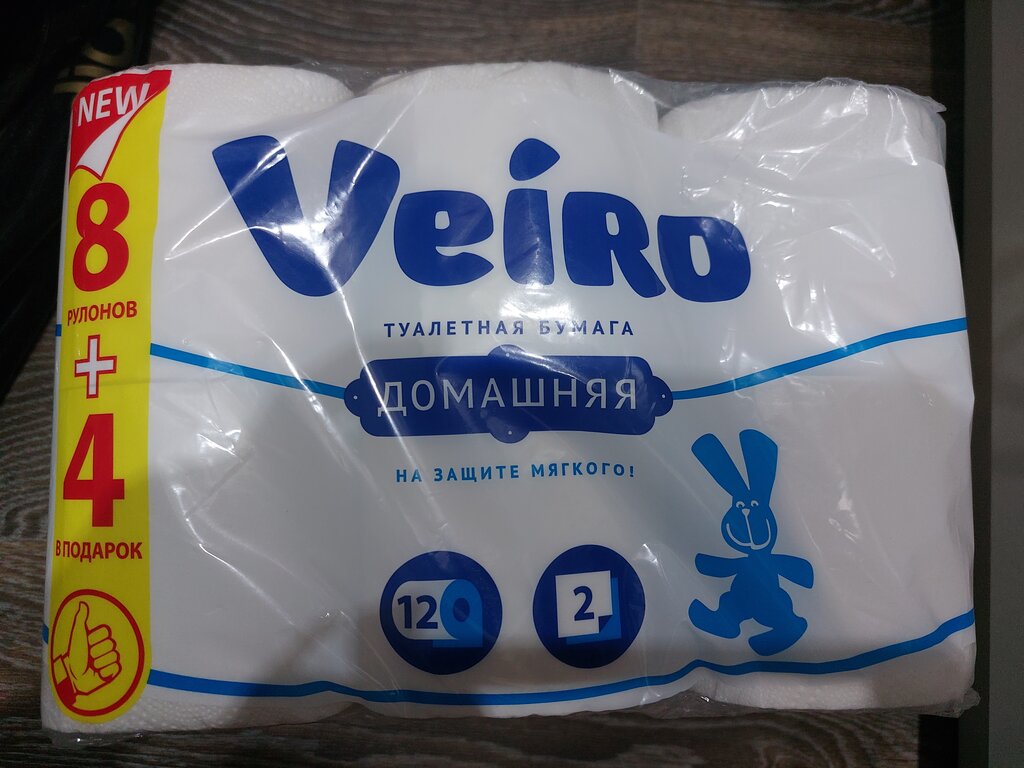 NEW
8
РУЛОНОВ
+
4
В ПОДАРОК
Veiro
ТУАЛЕТНАЯ БУМАГА
ДОМАШНЯЯ
НА ЗАЩИТЕ МЯГКОГО!
12
2